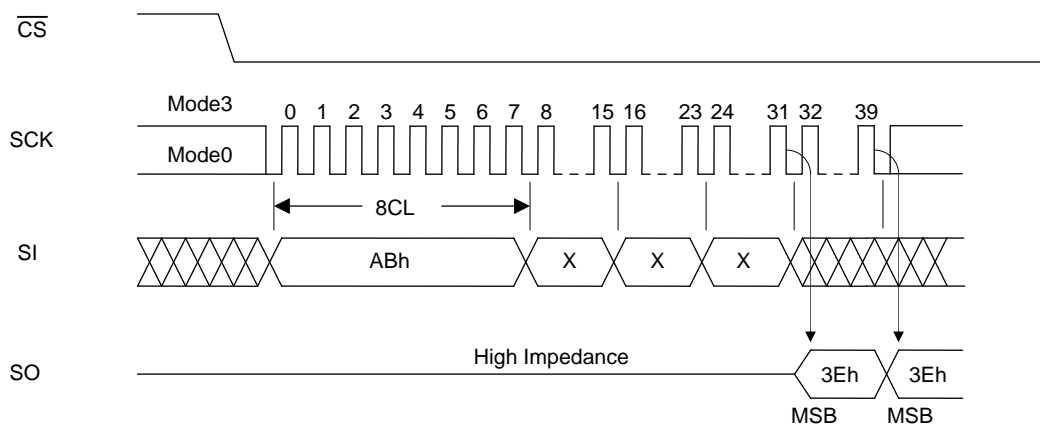 C̅S̅
Mode3
0 1 2 3 4 5 6 7 8 15 16 23 24 31 32 39
SCK
Mode0
8CL
SI
ABh X X X
High Impedance
SO
3Eh 3Eh
MSB MSB